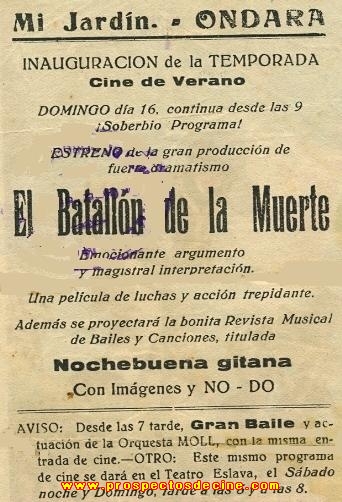 Mi Jardín. - ONDARA
INAUGURACION de la TEMPORADA
Cine de Verano
DOMINGO día 16, continua desde las 9
¡Soberbio Programa!
ESTRENO de la gran producción de
fuerte dramatismo
El Batallón de la Muerte
Emocionante argumento
y magistral interpretación.
Una película de luchas y acción trepidante.
Además se proyectará la bonita Revista Musical
de Bailes y Canciones, titulada
Nochebuena gitana
Con Imágenes y NO - DO
AVISO: Desde las 7 tarde, Gran Baile y ac-
tuación de la Orquesta MOLL, con la misma en-
trada de cine.—OTRO: Este mismo programa
de cine se dará en el Teatro Eslava, el Sábado
noche y Domingo, tarde a las 5 y a las 8.
www.prospectosdecine.com